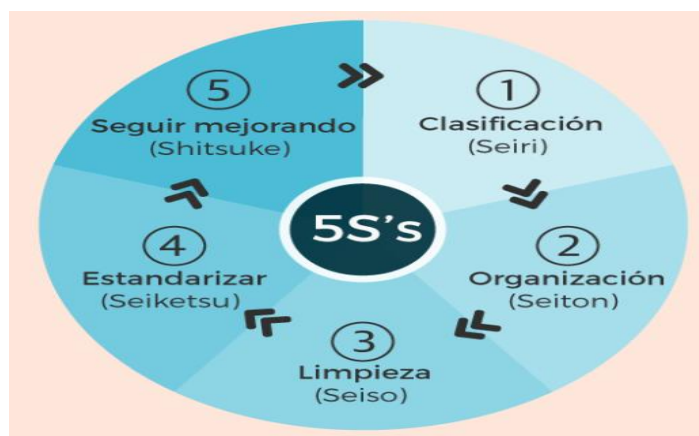 5S's
1
Clasificación
(Seiri)
2
Organización
(Seiton)
3
Limpieza
(Seiso)
4
Estandarizar
(Seiketsu)
5
Seguir mejorando
(Shitsuke)